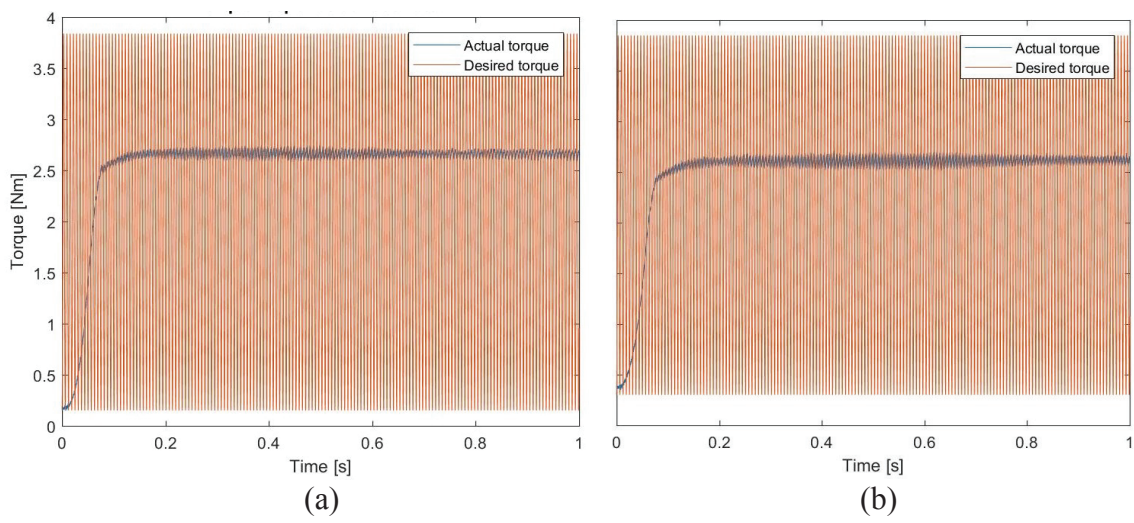 Actual torque
Desired torque
Actual torque
Desired torque
4
3.5
3
2.5
2
1.5
1
0.5
0
Torque [Nm]
0 0.2 0.4 0.6 0.8 1
0 0.2 0.4 0.6 0.8 1
Time [s]
Time [s]
(a)
(b)